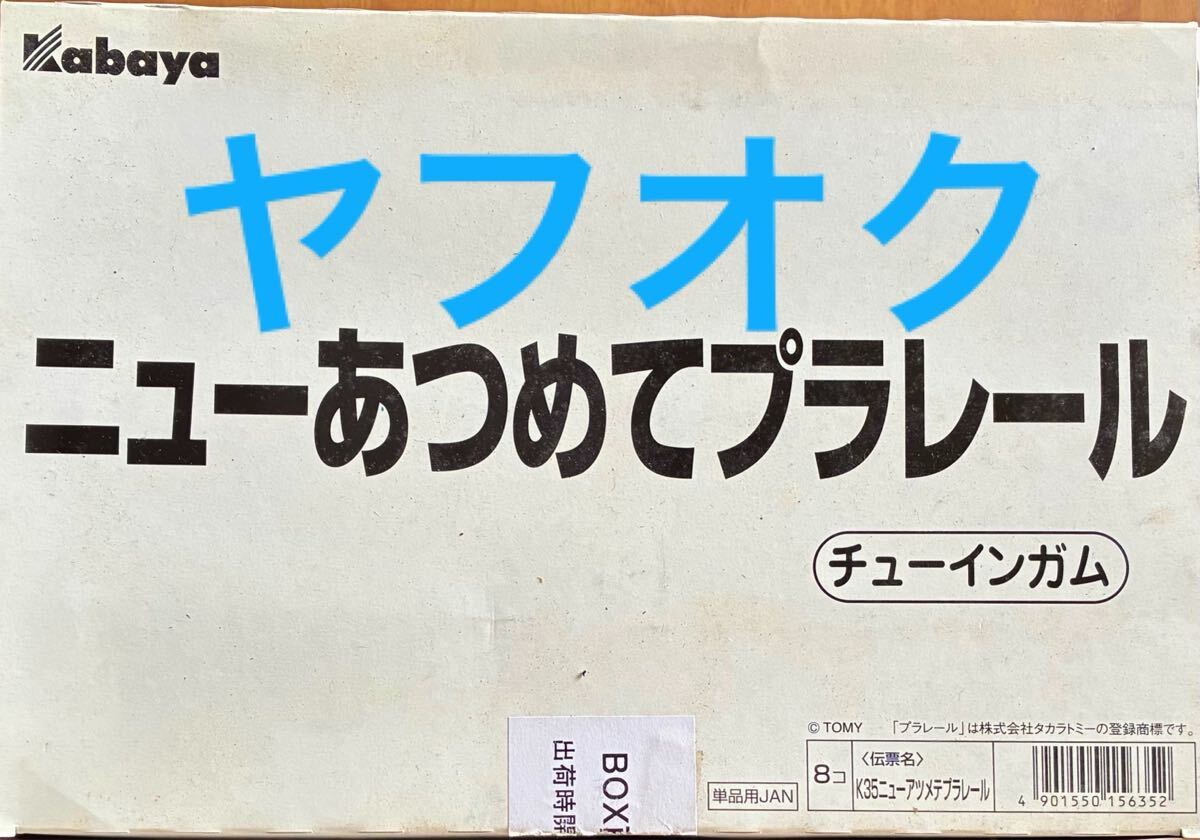 Kabaya
ヤフオク
ニューあつめてプラレール
チューインガム
© TOMY 「プラレール」は株式会社タカラトミーの登録商標です。
単品用JAN
8コ
〈伝票名〉
K35ニューアツメテプラレール
4 901550 156352
BOX
出荷時開